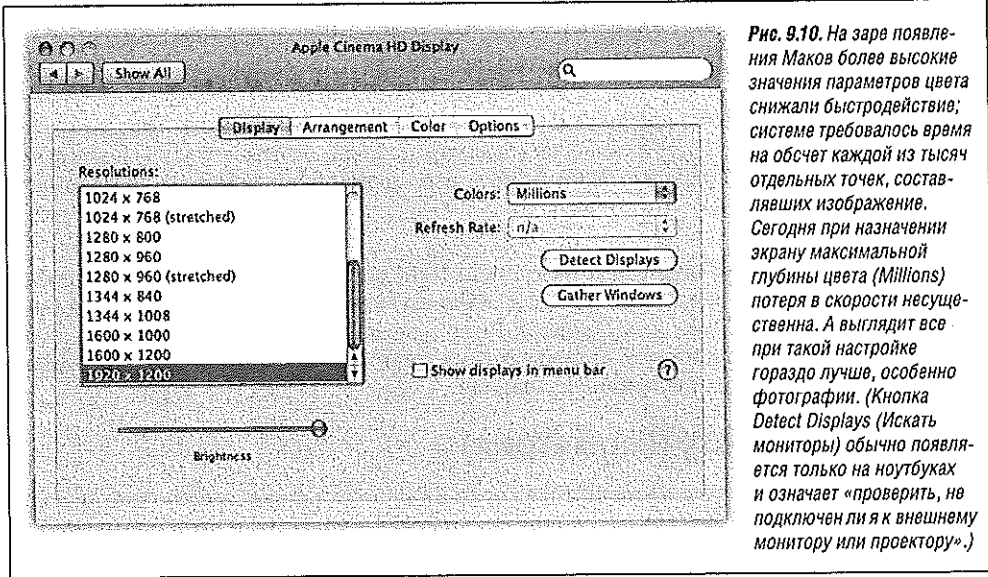 Apple Cinema HD Display
Show All
Display Arrangement Color Options
Resolutions:
1024 x 768
1024 x 768 (stretched)
1280 x 800
1280 x 960
1280 x 960 (stretched)
1344 x 840
1344 x 1008
1600 x 1000
1600 x 1200
1920 x 1200
Brightness
Colors: Millions
Refresh Rate: n/a
Detect Displays
Gather Windows
Show displays in menu bar
?
Рис. 9.10. На заре появле-
ния Маков более высокие
значения параметров цвета
снижали быстродействие;
системе требовалось время
на обсчет каждой из тысяч
отдельных точек, состав-
лявших изображение.
Сегодня при назначении
экрану максимальной
глубины цвета (Millions)
потеря в скорости несуще-
ственна. А выглядит все
при такой настройке
гораздо лучше, особенно
фотографии. (Кнопка
Detect Displays (Искать
мониторы) обычно появля-
ется только на ноутбуках
и означает «проверить, не
подключен ли я к внешнему
монитору или проектору».)